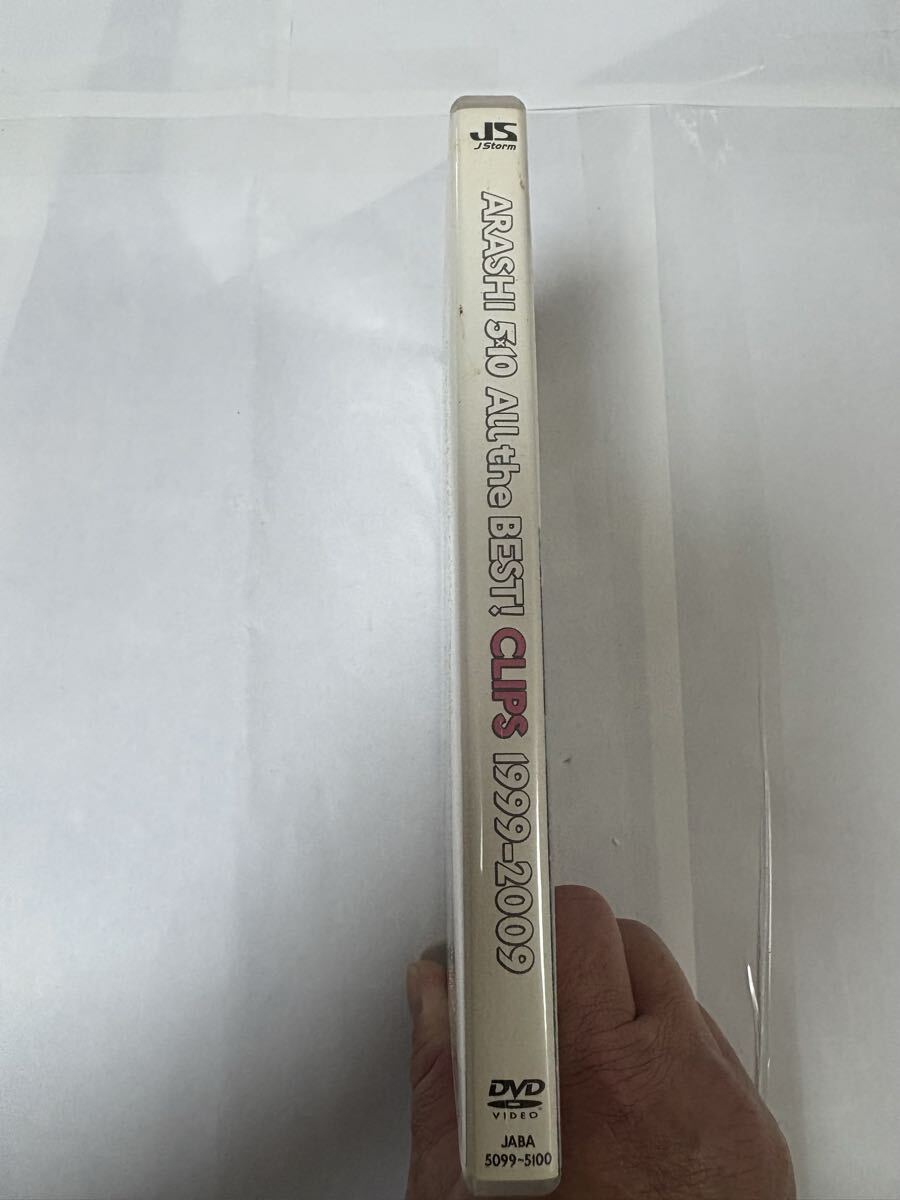 JS
J Storm
ARASHI 5×10 All the BEST! CLIPS 1999-2009
DVD
VIDEO
JABA
5099~5100